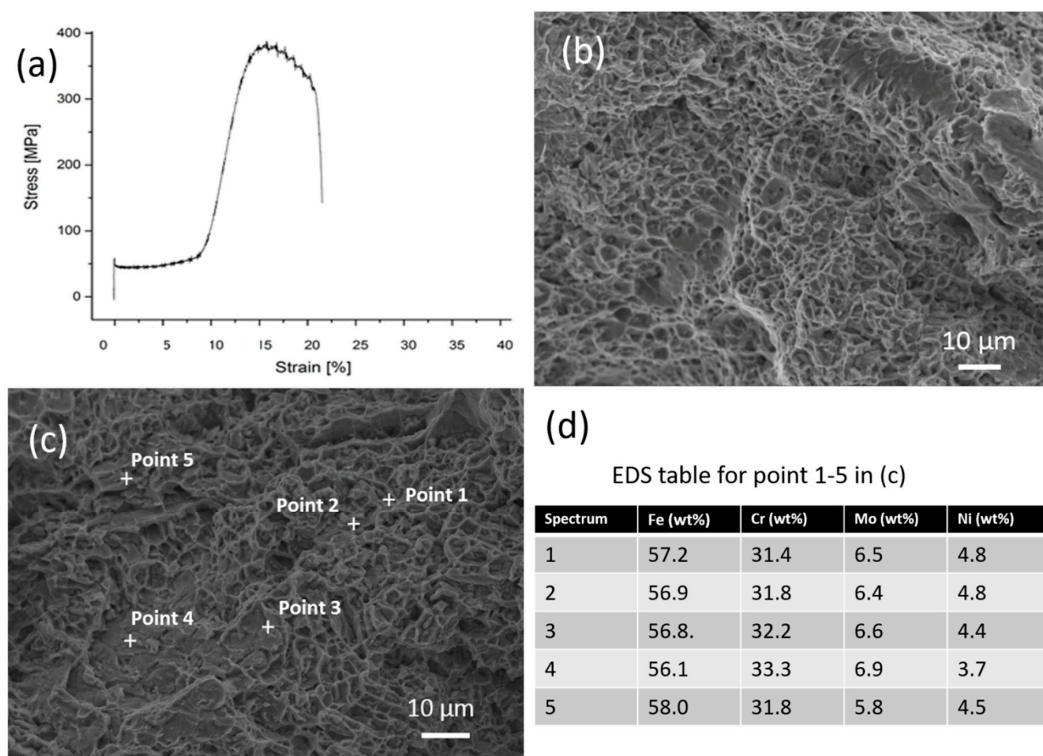 (a)
400
300
200
100
0
Stress [MPa]
0 5 10 15 20 25 30 35 40
Strain [%]
(b)
10 µm
(c)
Point 5
Point 1
Point 2
Point 3
Point 4
10 µm
(d)
EDS table for point 1-5 in (c)
Spectrum Fe (wt%) Cr (wt%) Mo (wt%) Ni (wt%)
1 57.2 31.4 6.5 4.8
2 56.9 31.8 6.4 4.8
3 56.8. 32.2 6.6 4.4
4 56.1 33.3 6.9 3.7
5 58.0 31.8 5.8 4.5